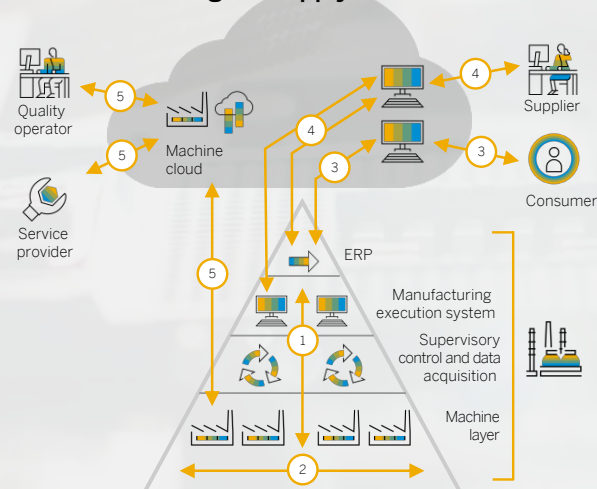 5
4
Quality
operator
Supplier
4
5
Machine
cloud
3
3
Consumer
Service
provider
ERP
5
Manufacturing
execution system
1
Supervisory
control and data
acquisition
Machine
layer
2